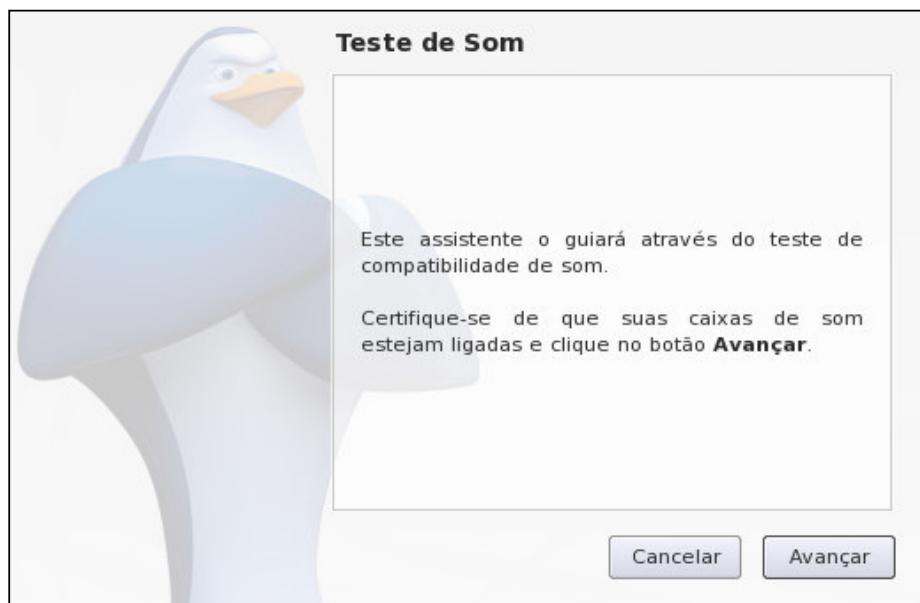 Teste de Som
Este assistente o guiará através do teste de
compatibilidade de som.
Certifique-se de que suas caixas de som
estejam ligadas e clique no botão Avançar.
Cancelar
Avançar